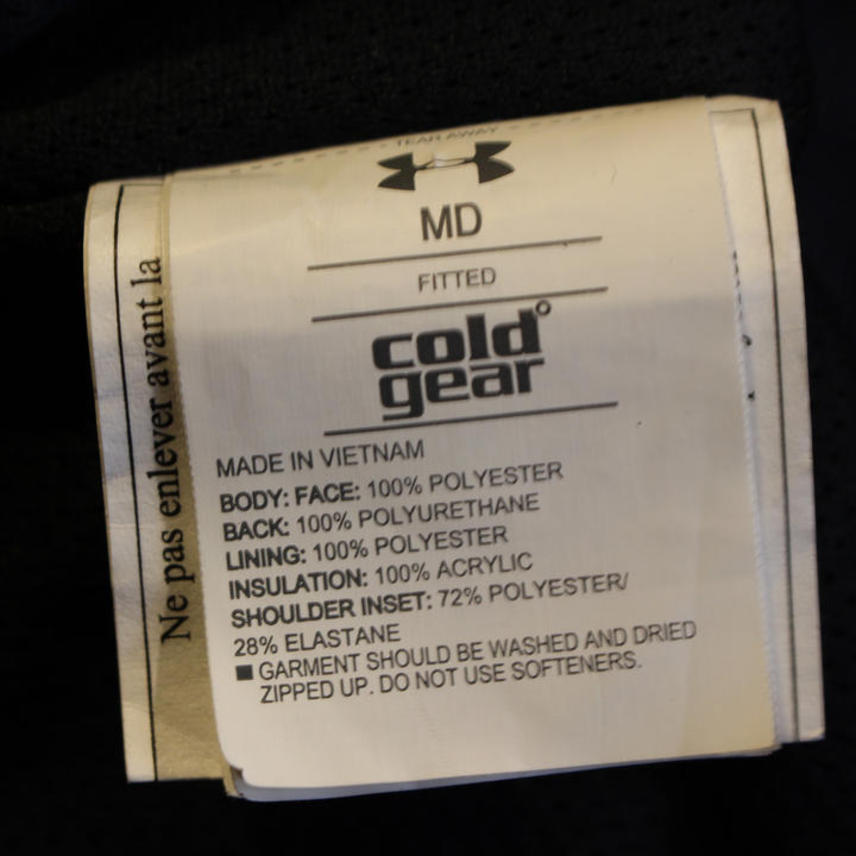 TEAR AWAY
MD
FITTED
cold°
gear
MADE IN VIETNAM
BODY: FACE: 100% POLYESTER
BACK: 100% POLYURETHANE
LINING: 100% POLYESTER
INSULATION: 100% ACRYLIC
SHOULDER INSET: 72% POLYESTER/
28% ELASTANE
■ GARMENT SHOULD BE WASHED AND DRIED
ZIPPED UP. DO NOT USE SOFTENERS.
Ne pas enlever avant la